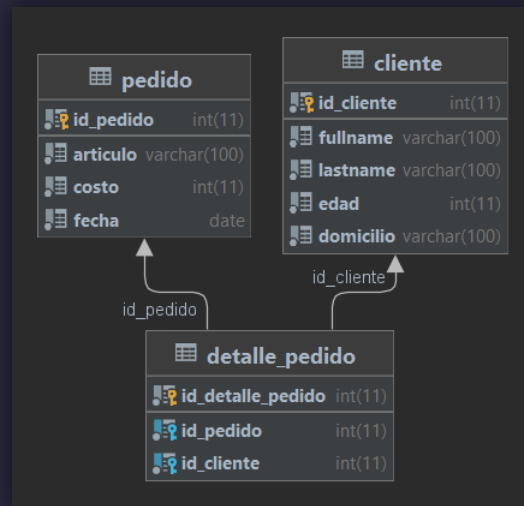 pedido
id_pedido int(11)
articulo varchar(100)
costo int(11)
fecha date
cliente
id_cliente int(11)
fullname varchar(100)
lastname varchar(100)
edad int(11)
domicilio varchar(100)
id_cliente
id_pedido
detalle_pedido
id_detalle_pedido int(11)
id_pedido int(11)
id_cliente int(11)